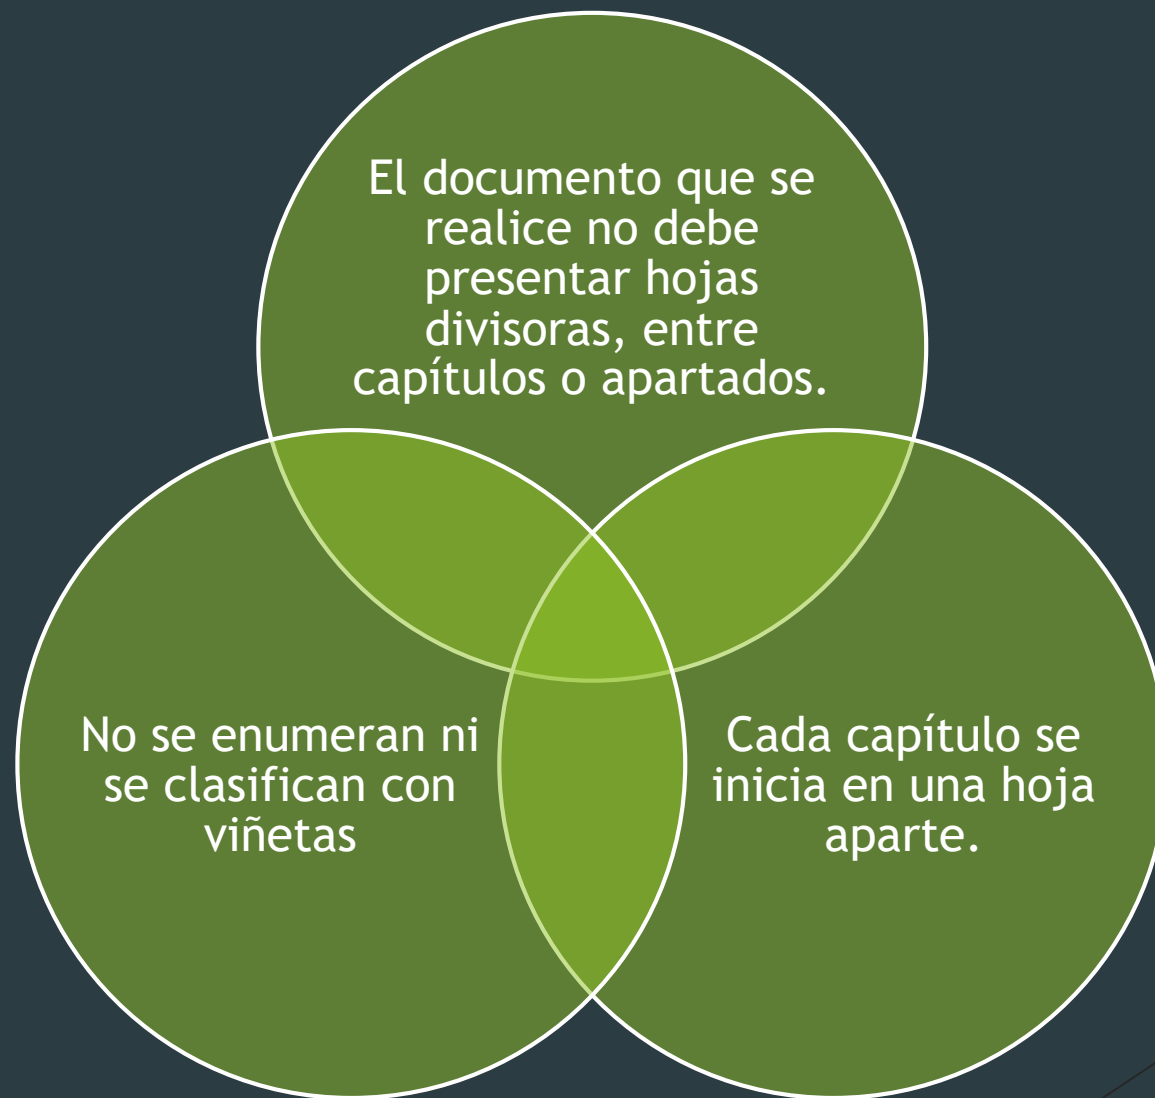 El documento que se
realice no debe
presentar hojas
divisoras, entre
capítulos o apartados.
No se enumeran ni
se clasifican con
viñetas
Cada capítulo se
inicia en una hoja
aparte.